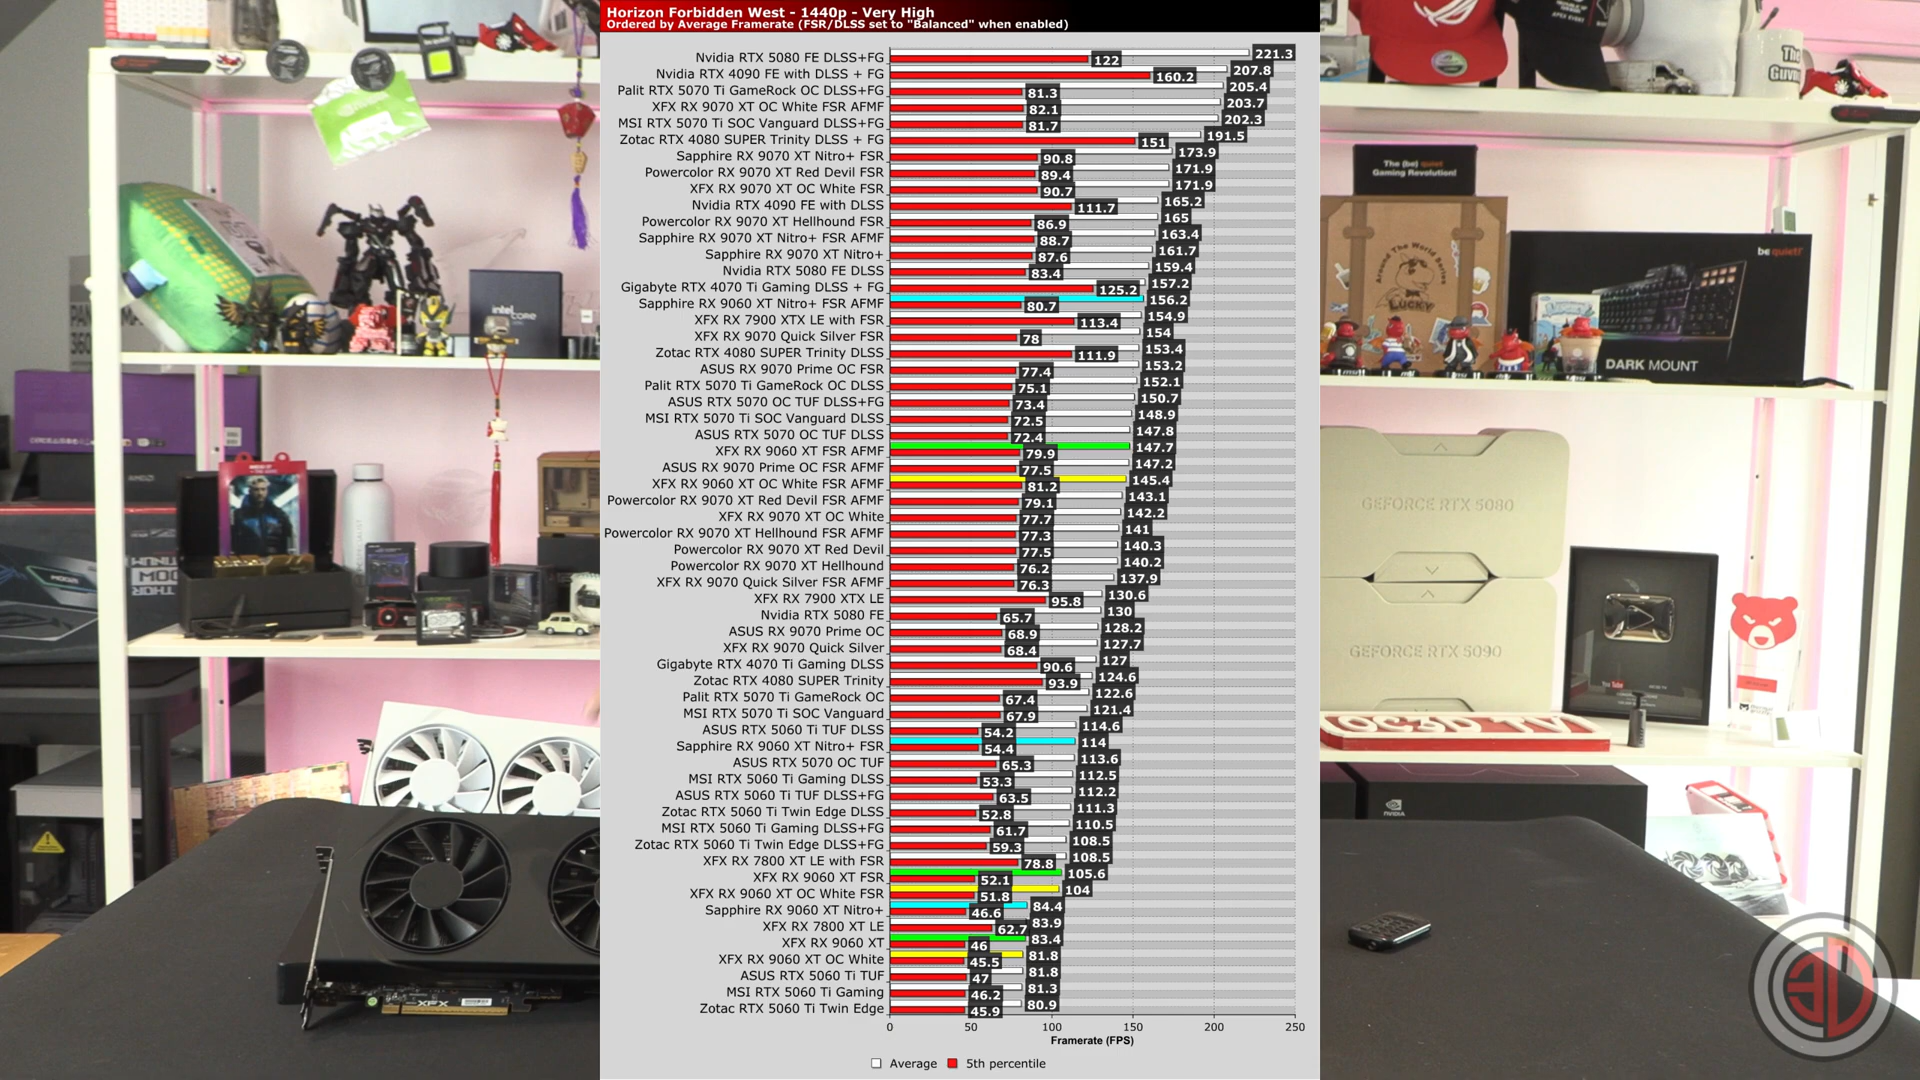 Horizon Forbidden West - 1440p - Very High
Ordered by Average Framerate (FSR/DLSS set to "Balanced" when enabled)
Nvidia RTX 5080 FE DLSS+FG 122 221.3
Nvidia RTX 4090 FE with DLSS + FG 160.2 207.8
Palit RTX 5070 Ti GameRock OC DLSS+FG 81.3 205.4
XFX RX 9070 XT OC White FSR AFMF 82.1 203.7
MSI RTX 5070 Ti SOC Vanguard DLSS+FG 81.7 202.3
Zotac RTX 4080 SUPER Trinity DLSS + FG 151 191.5
Sapphire RX 9070 XT Nitro+ FSR 90.8 173.9
Powercolor RX 9070 XT Red Devil FSR 89.4 171.9
XFX RX 9070 XT OC White FSR 90.7 171.9
Nvidia RTX 4090 FE with DLSS 111.7 165.2
Powercolor RX 9070 XT Hellhound FSR 86.9 165
Sapphire RX 9070 XT Nitro+ FSR AFMF 88.7 163.4
Sapphire RX 9070 XT Nitro+ 87.6 161.7
Nvidia RTX 5080 FE DLSS 83.4 159.4
Gigabyte RTX 4070 Ti Gaming DLSS + FG 125.2 157.2
Sapphire RX 9060 XT Nitro+ FSR AFMF 80.7 156.2
XFX RX 7900 XTX LE with FSR 113.4 154.9
XFX RX 9070 Quick Silver FSR 78 154
Zotac RTX 4080 SUPER Trinity DLSS 111.9 153.4
ASUS RX 9070 Prime OC FSR 77.4 153.2
Palit RTX 5070 Ti GameRock OC DLSS 75.1 152.1
ASUS RTX 5070 OC TUF DLSS+FG 73.4 150.7
MSI RTX 5070 Ti SOC Vanguard DLSS 72.5 148.9
ASUS RTX 5070 OC TUF DLSS 72.4 147.8
XFX RX 9060 XT FSR AFMF 79.9 147.7
ASUS RX 9070 Prime OC FSR AFMF 77.5 147.2
XFX RX 9060 XT OC White FSR AFMF 81.2 145.4
Powercolor RX 9070 XT Red Devil FSR AFMF 79.1 143.1
XFX RX 9070 XT OC White 77.7 142.2
Powercolor RX 9070 XT Hellhound FSR AFMF 77.3 141
Powercolor RX 9070 XT Red Devil 77.5 140.3
Powercolor RX 9070 XT Hellhound 76.2 140.2
XFX RX 9070 Quick Silver FSR AFMF 76.3 137.9
XFX RX 7900 XTX LE 95.8 130.6
Nvidia RTX 5080 FE 65.7 130
ASUS RX 9070 Prime OC 68.9 128.2
XFX RX 9070 Quick Silver 68.4 127.7
Gigabyte RTX 4070 Ti Gaming DLSS 90.6 127
Zotac RTX 4080 SUPER Trinity 93.9 124.6
Palit RTX 5070 Ti GameRock OC 67.4 122.6
MSI RTX 5070 Ti SOC Vanguard 67.9 121.4
ASUS RTX 5060 Ti TUF DLSS 54.2 114.6
Sapphire RX 9060 XT Nitro+ FSR 54.4 114
ASUS RTX 5070 OC TUF 65.3 113.6
MSI RTX 5060 Ti Gaming DLSS 53.3 112.5
ASUS RTX 5060 Ti TUF DLSS+FG 63.5 112.2
Zotac RTX 5060 Ti Twin Edge DLSS 52.8 111.3
MSI RTX 5060 Ti Gaming DLSS+FG 61.7 110.5
Zotac RTX 5060 Ti Twin Edge DLSS+FG 59.3 108.5
XFX RX 7800 XT LE with FSR 78.8 108.5
XFX RX 9060 XT FSR 52.1 105.6
XFX RX 9060 XT OC White FSR 51.8 104
Sapphire RX 9060 XT Nitro+ 46.6 84.4
XFX RX 7800 XT LE 62.7 83.9
XFX RX 9060 XT 46 83.4
XFX RX 9060 XT OC White 45.5 81.8
ASUS RTX 5060 Ti TUF 47 81.8
MSI RTX 5060 Ti Gaming 46.2 81.3
Zotac RTX 5060 Ti Twin Edge 45.9 80.9
0 50 100 150 200 250
Framerate (FPS)
Average 5th percentile
intel
CORE
AMD
XFX
The
Guvnor
The (be) quiet
Gaming Revolution!
Around The World
LUCKY
be quiet!
DARK MOUNT
GEFORCE RTX 5080
GEFORCE RTX 5090
YouTube
OC3D TV
NVIDIA
3D